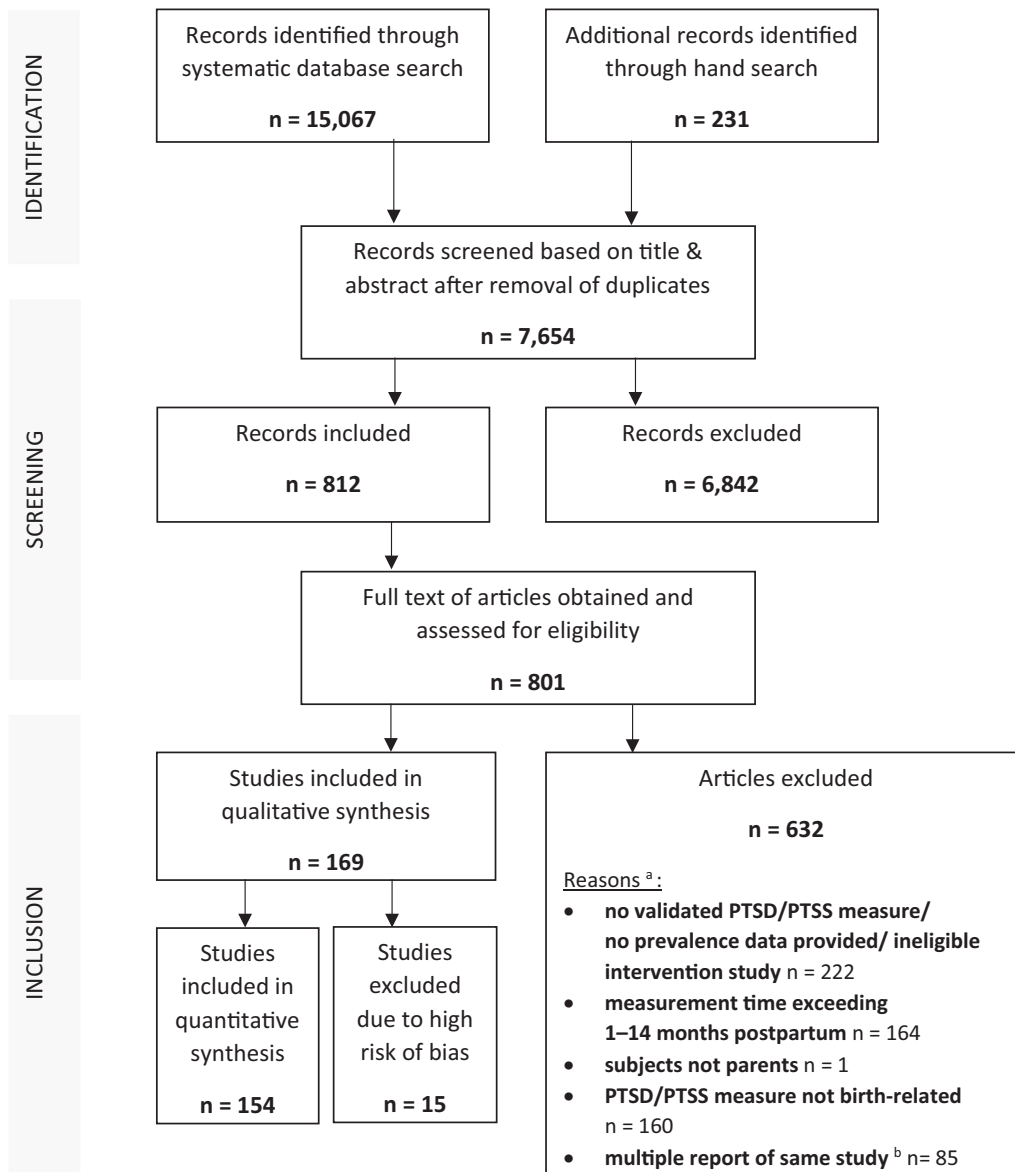 IDENTIFICATION
Records identified through
systematic database search
n = 15,067
Additional records identified
through hand search
n = 231
Records screened based on title &
abstract after removal of duplicates
n = 7,654
SCREENING
Records included
n = 812
Records excluded
n = 6,842
Full text of articles obtained and
assessed for eligibility
n = 801
INCLUSION
Studies included in
qualitative synthesis
n = 169
Studies
included in
quantitative
synthesis
n = 154
Studies
excluded
due to high
risk of bias
n = 15
Articles excluded
n = 632
Reasons a :
• no validated PTSD/PTSS measure/
no prevalence data provided/ ineligible
intervention study n = 222
• measurement time exceeding
1–14 months postpartum n = 164
• subjects not parents n = 1
• PTSD/PTSS measure not birth-related
n = 160
• multiple report of same study b n= 85